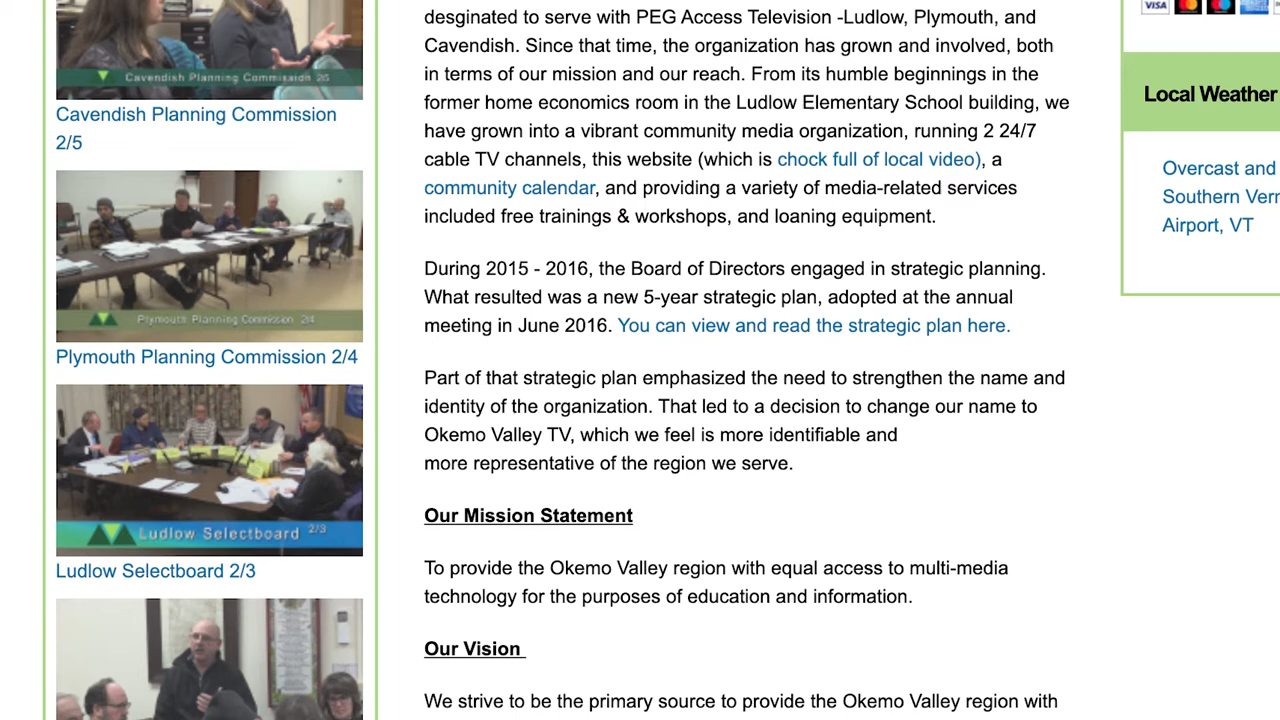 Cavendish Planning Commission 2/5
Cavendish Planning Commission
2/5
Plymouth Planning Commission 2/4
Plymouth Planning Commission 2/4
Ludlow Selectboard 2/3
Ludlow Selectboard 2/3
desginated to serve with PEG Access Television -Ludlow, Plymouth, and
Cavendish. Since that time, the organization has grown and involved, both
in terms of our mission and our reach. From its humble beginnings in the
former home economics room in the Ludlow Elementary School building, we
have grown into a vibrant community media organization, running 2 24/7
cable TV channels, this website (which is chock full of local video), a
community calendar, and providing a variety of media-related services
included free trainings & workshops, and loaning equipment.
During 2015 - 2016, the Board of Directors engaged in strategic planning.
What resulted was a new 5-year strategic plan, adopted at the annual
meeting in June 2016. You can view and read the strategic plan here.
Part of that strategic plan emphasized the need to strengthen the name and
identity of the organization. That led to a decision to change our name to
Okemo Valley TV, which we feel is more identifiable and
more representative of the region we serve.
Our Mission Statement
To provide the Okemo Valley region with equal access to multi-media
technology for the purposes of education and information.
Our Vision
We strive to be the primary source to provide the Okemo Valley region with
VISA
Local Weather
Overcast and
Southern Ver
Airport, VT